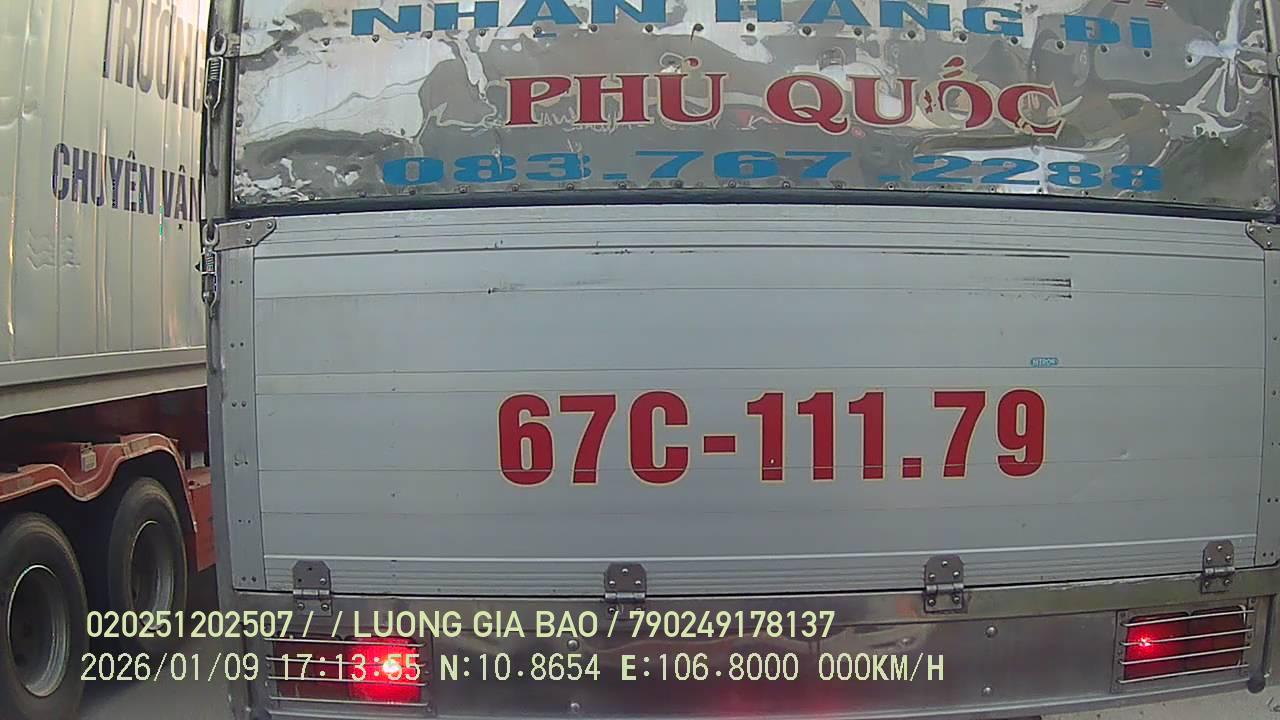 NHẬN HÀNG ĐI
PHÚ QUỐC
083.767.2288
TRƯỜNG
CHUYÊN VẬN
67C-111.79
020251202507 / / LUONG GIA BAO / 790249178137
2026/01/09 17:13:55 N:10.8654 E:106.8000 000KM/H